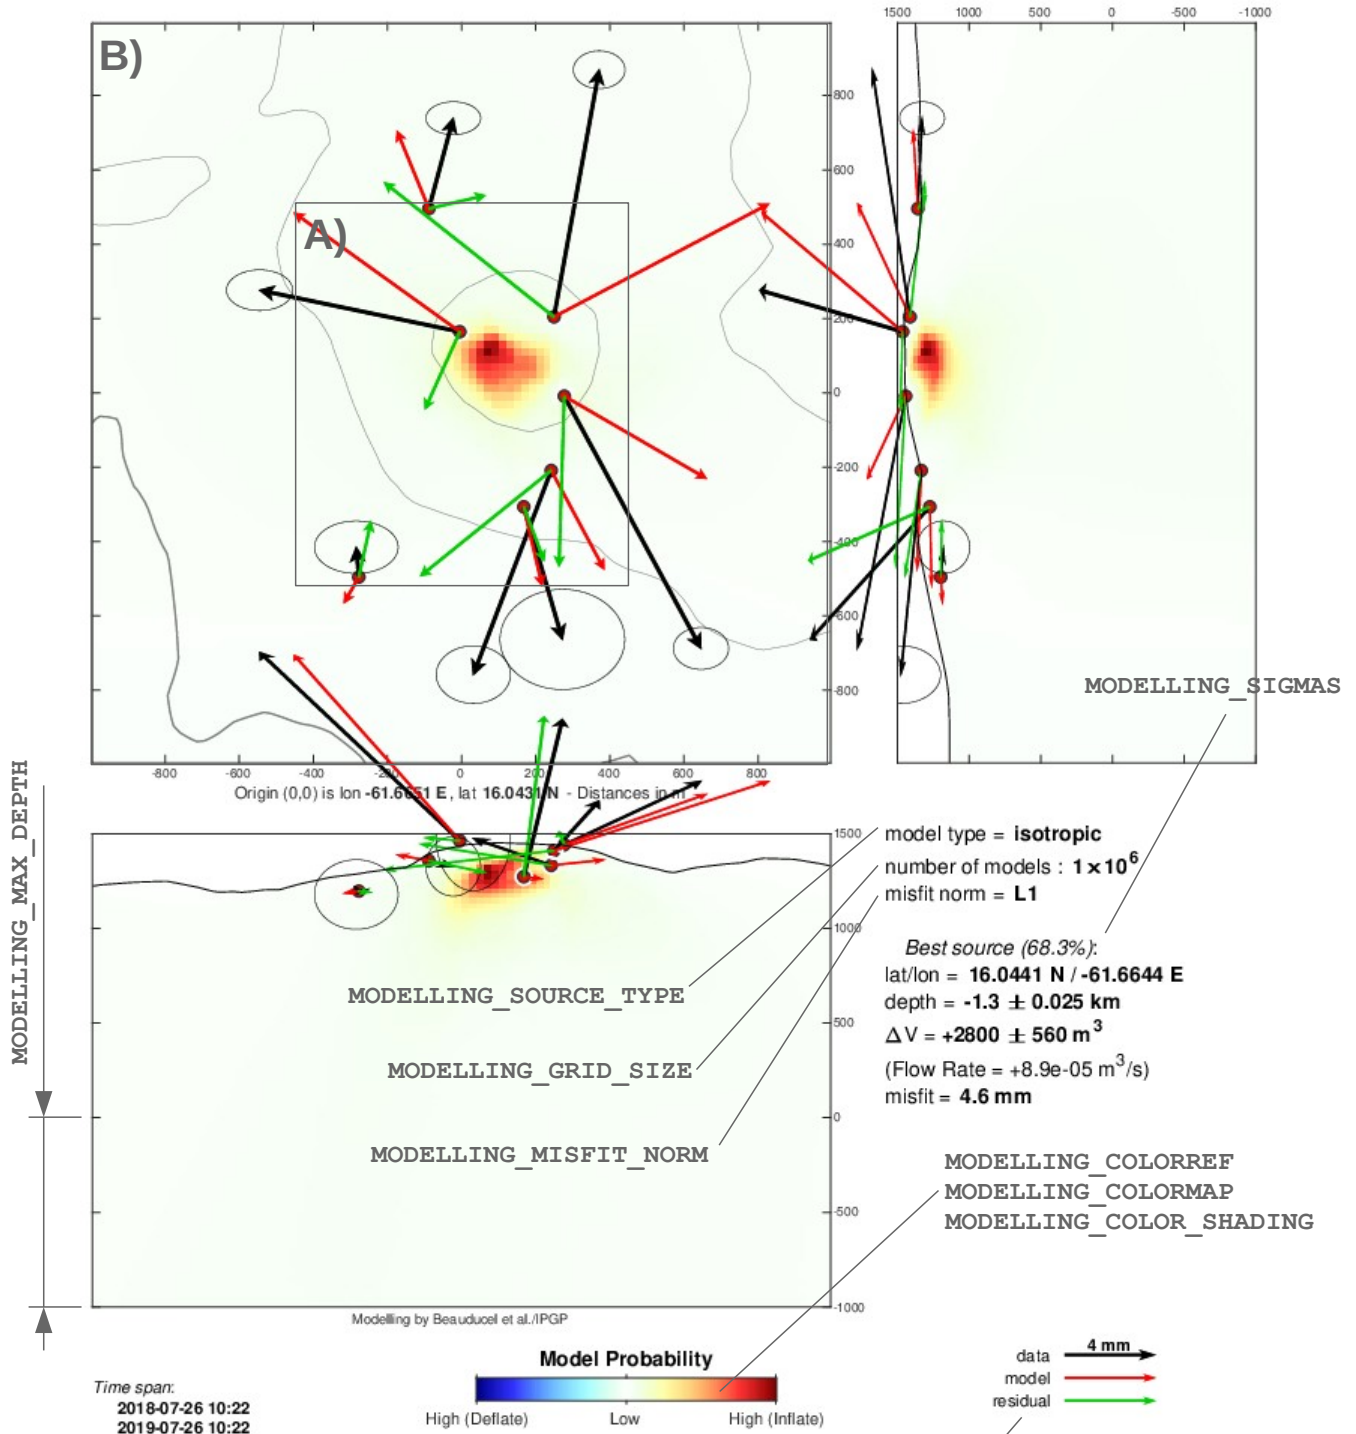 1500 1000 500 0 -500 -1000
B)
A)
800
600
400
200
0
-200
-400
-600
-800
-800 -600 -400 -200 0 200 400 600 800
Origin (0,0) is lon -61.6651 E, lat 16.0431 N - Distances in m
MODELLING_SIGMAS
MODELLING_MAX_DEPTH
1500
1000
500
0
-500
-1000
model type = isotropic
number of models : 1×10⁶
misfit norm = L1
Best source (68.3%):
lat/lon = 16.0441 N / -61.6644 E
depth = -1.3 ± 0.025 km
ΔV = +2800 ± 560 m³
(Flow Rate = +8.9e-05 m³/s)
misfit = 4.6 mm
MODELLING_SOURCE_TYPE
MODELLING_GRID_SIZE
MODELLING_MISFIT_NORM
MODELLING_COLORREF
MODELLING_COLORMAP
MODELLING_COLOR_SHADING
Modelling by Beauducel et al./IPGP
Model Probability
High (Deflate) Low High (Inflate)
Time span:
2018-07-26 10:22
2019-07-26 10:22
4 mm
data
model
residual